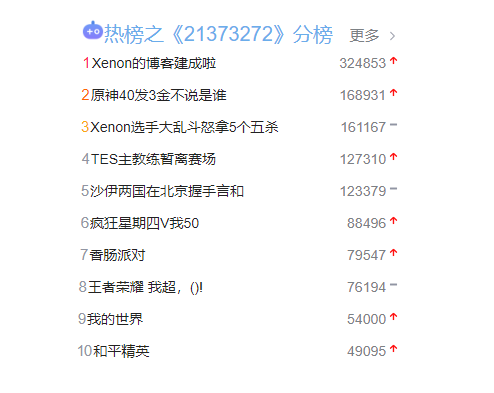 热榜之《21373272》分榜 更多 >
1 Xenon的博客建成啦 324853
2 原神40发3金不说是谁 168931
3 Xenon选手大乱斗怒拿5个五杀 161167
4 TES主教练暂离赛场 127310
5 沙伊两国在北京握手言和 123379
6 疯狂星期四V我50 88496
7 香肠派对 79547
8 王者荣耀 我超，()! 76194
9 我的世界 54000
10 和平精英 49095